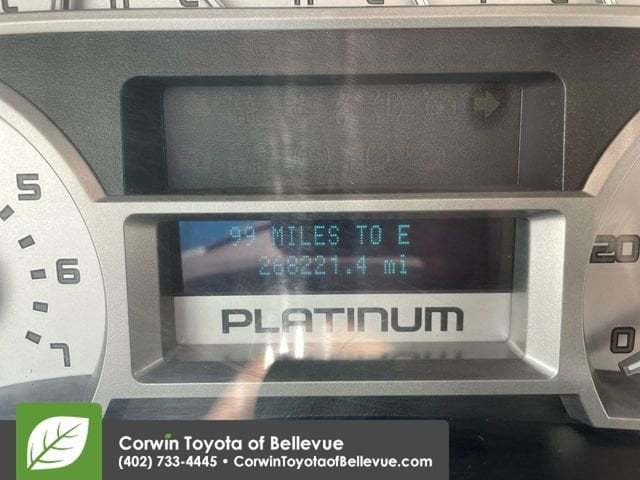 99 MILES TO E
268221.4 mi
PLATINUM
5
6
7
20
0
Corwin Toyota of Bellevue
(402) 733-4445 • CorwinToyotaofBellevue.com